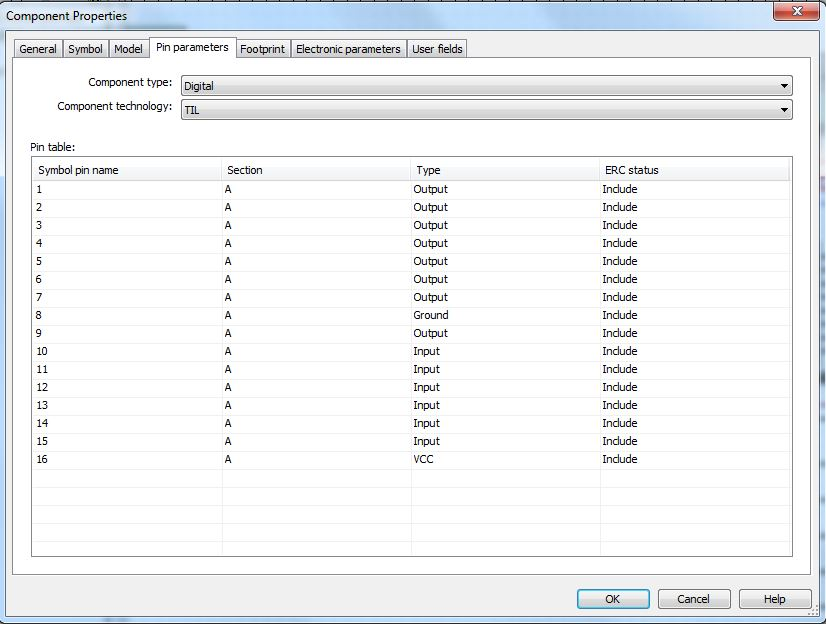 Component Properties
General Symbol Model Pin parameters Footprint Electronic parameters User fields
Component type: Digital
Component technology: TIL
Pin table:
Symbol pin name Section Type ERC status
1 A Output Include
2 A Output Include
3 A Output Include
4 A Output Include
5 A Output Include
6 A Output Include
7 A Output Include
8 A Ground Include
9 A Output Include
10 A Input Include
11 A Input Include
12 A Input Include
13 A Input Include
14 A Input Include
15 A Input Include
16 A VCC Include
OK Cancel Help